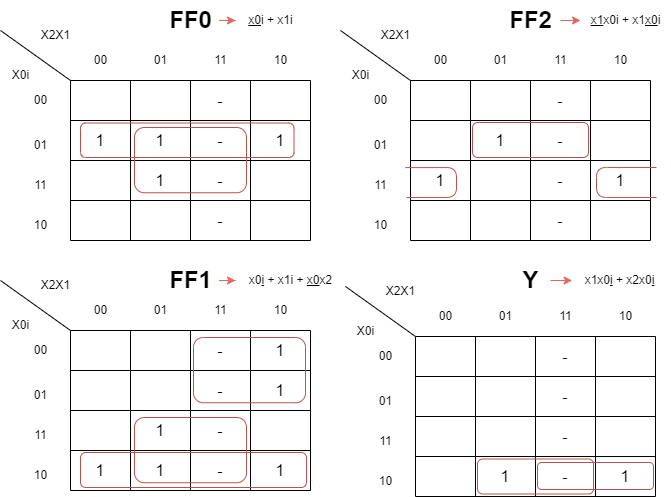 FF0 → x0i + x1i
X2X1
X0i
00 01 11 10
00 -
01 1 1 - 1
11 1 -
10 -
FF2 → x1x0i + x1x0i
X2X1
X0i
00 01 11 10
00 -
01 1 -
11 1 - 1
10 -
FF1 → x0i + x1i + x0x2
X2X1
X0i
00 01 11 10
00 - 1
01 - 1
11 1 -
10 1 1 - 1
Y → x1x0i + x2x0i
X2X1
X0i
00 01 11 10
00 -
01 -
11 -
10 1 - 1